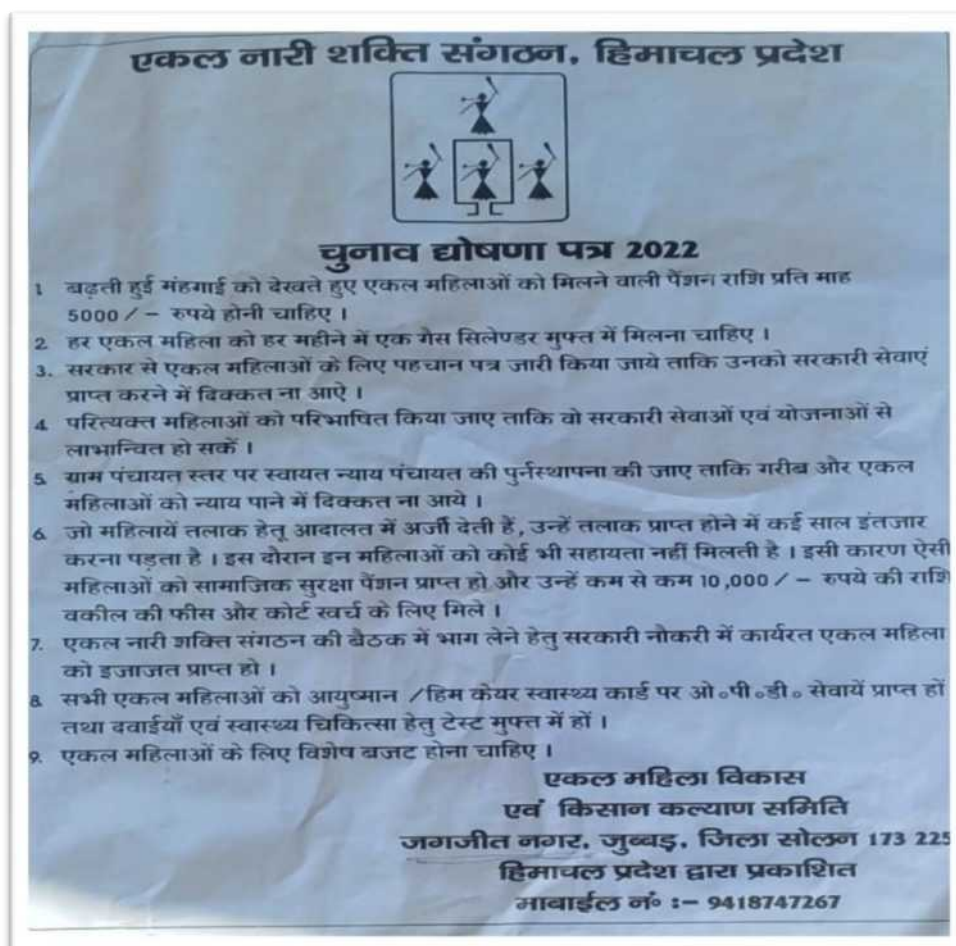 एकल नारी शक्ति संगठन, हिमाचल प्रदेश
चुनाव द्योषणा पत्र 2022
1 बढ़ती हुई मंहगाई को देखते हुए एकल महिलाओं को मिलने वाली पेंशन राशि प्रति माह
5000 / – रुपये होनी चाहिए ।
2 हर एकल महिला को हर महीने में एक गैस सिलेण्डर मुफ्त में मिलना चाहिए ।
3. सरकार से एकल महिलाओं के लिए पहचान पत्र जारी किया जाये ताकि उनको सरकारी सेवाएं
प्राप्त करने में दिक्कत ना आऐ ।
4 परित्यक्त महिलाओं को परिभाषित किया जाए ताकि वो सरकारी सेवाओं एवं योजनाओं से
लाभान्वित हो सकें ।
5 ग्राम पंचायत स्तर पर स्वायत न्याय पंचायत की पुर्नस्थापना की जाए ताकि गरीब और एकल
महिलाओं को न्याय पाने में दिक्कत ना आये ।
6 जो महिलायें तलाक हेतू आदालत में अर्जी देती हैं, उन्हें तलाक प्राप्त होने में कई साल इंतजार
करना पड़ता है । इस दौरान इन महिलाओं को कोई भी सहायता नहीं मिलती है । इसी कारण ऐसी
महिलाओं को सामाजिक सुरक्षा पेंशन प्राप्त हो और उन्हें कम से कम 10,000 / – रुपये की राशि
वकील की फीस और कोर्ट खर्च के लिए मिले ।
7. एकल नारी शक्ति संगठन की बैठक में भाग लेने हेतु सरकारी नौकरी में कार्यरत एकल महिला
को इजाजत प्राप्त हो ।
8 सभी एकल महिलाओं को आयुष्मान /हिम केयर स्वास्थ्य कार्ड पर ओ॰पी॰डी॰ सेवायें प्राप्त हों
तथा दवाईयाँ एवं स्वास्थ्य चिकित्सा हेतु टेस्ट मुफ्त में हों ।
9. एकल महिलाओं के लिए विशेष बजट होना चाहिए ।
एकल महिला विकास
एवं किसान कल्याण समिति
जगजीत नगर, जुब्बड़, जिला सोलन 173 225
हिमाचल प्रदेश द्वारा प्रकाशित
माबाईल नं॰ :– 9418747267